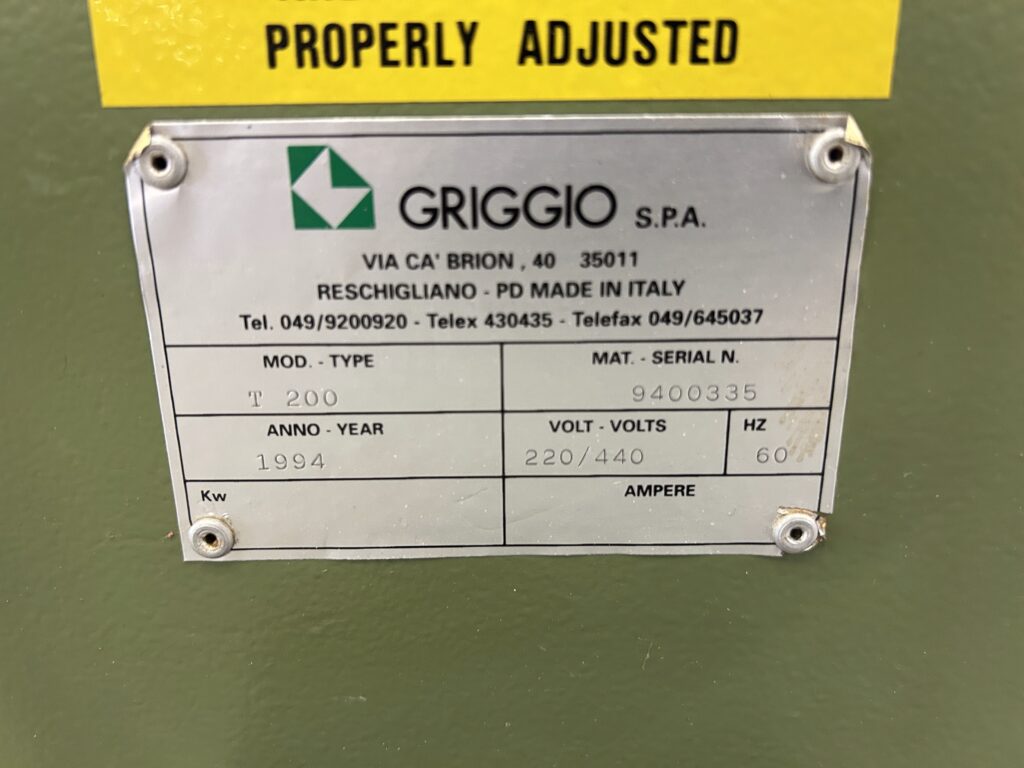 PROPERLY ADJUSTED
GRIGGIO S.P.A.
VIA CA' BRION , 40 35011
RESCHIGLIANO - PD MADE IN ITALY
Tel. 049/9200920 - Telex 430435 - Telefax 049/645037
MOD. - TYPE
T 200
MAT. - SERIAL N.
9400335
ANNO - YEAR
1994
VOLT - VOLTS
220/440
HZ
60
Kw
AMPERE